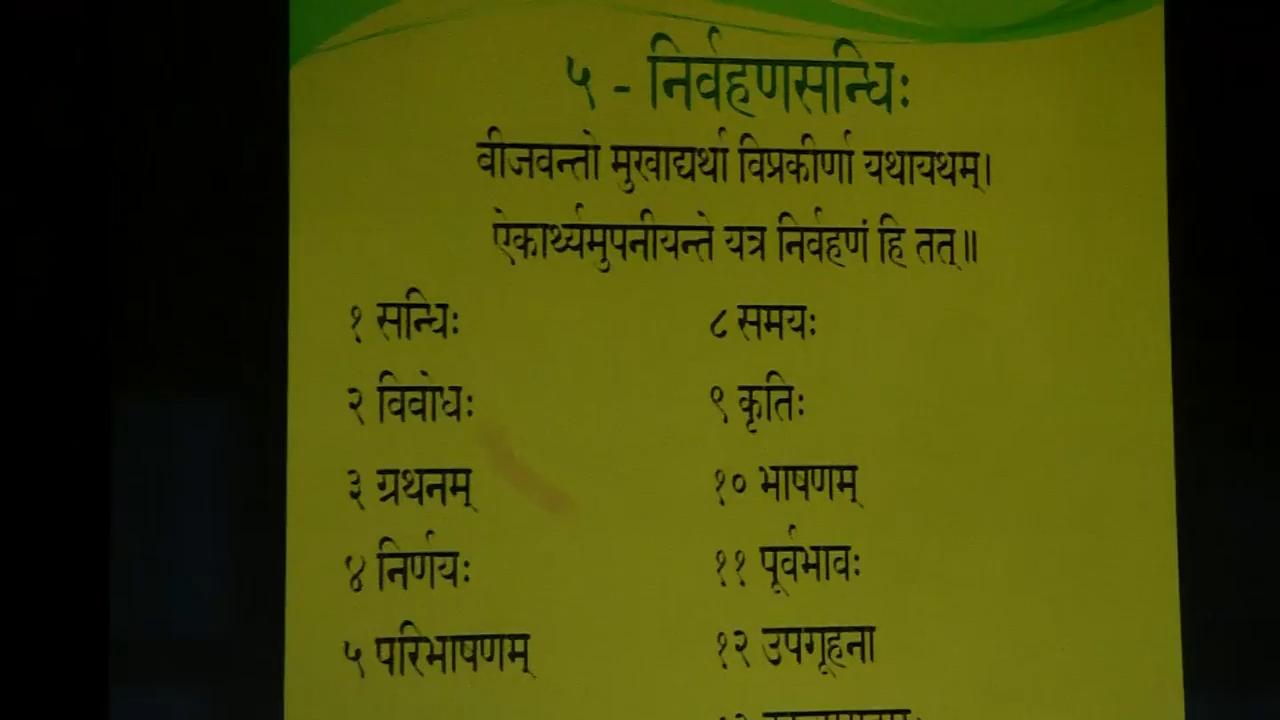 ५ - निर्वहणसन्धिः
वीजवन्तो मुखाद्यर्था विप्रकीर्णा यथायथम्।
ऐकार्थ्यमुपनीयन्ते यत्र निर्वहणं हि तत्॥
१ सन्धिः
२ विवोधः
३ ग्रथनम्
४ निर्णयः
५ परिभाषणम्
८ समयः
९ कृतिः
१० भाषणम्
११ पूर्वभावः
१२ उपगूहना